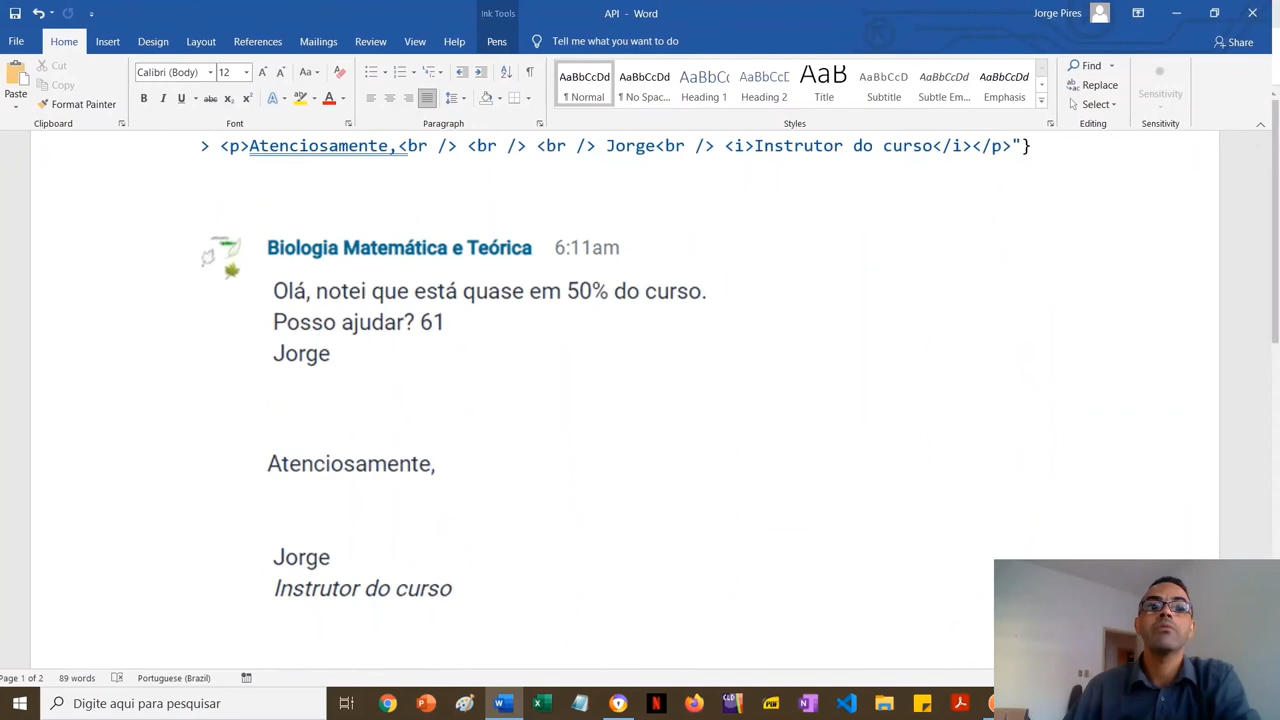 Ink Tools
API - Word
Jorge Pires
File Home Insert Design Layout References Mailings Review View Help Pens Tell me what you want to do Share
Paste
Cut
Copy
Format Painter
Clipboard
Calibri (Body) 12
Font
Paragraph
AaBbCcDd AaBbCcDd AaBbC AaBbCcC AaB AaBbCcD AaBbCcD AaBbCcDd
¶ Normal ¶ No Spac... Heading 1 Heading 2 Title Subtitle Subtle Em... Emphasis
Styles
Find
Replace
Select
Editing
Sensitivity
Sensitivity
> <p>Atenciosamente,<br /> <br /> <br /> Jorge<br /> <i>Instrutor do curso</i></p>"}
Biologia Matemática e Teórica 6:11am
Olá, notei que está quase em 50% do curso.
Posso ajudar? 61
Jorge
Atenciosamente,
Jorge
Instrutor do curso
Page 1 of 2 89 words Portuguese (Brazil)
Digite aqui para pesquisar